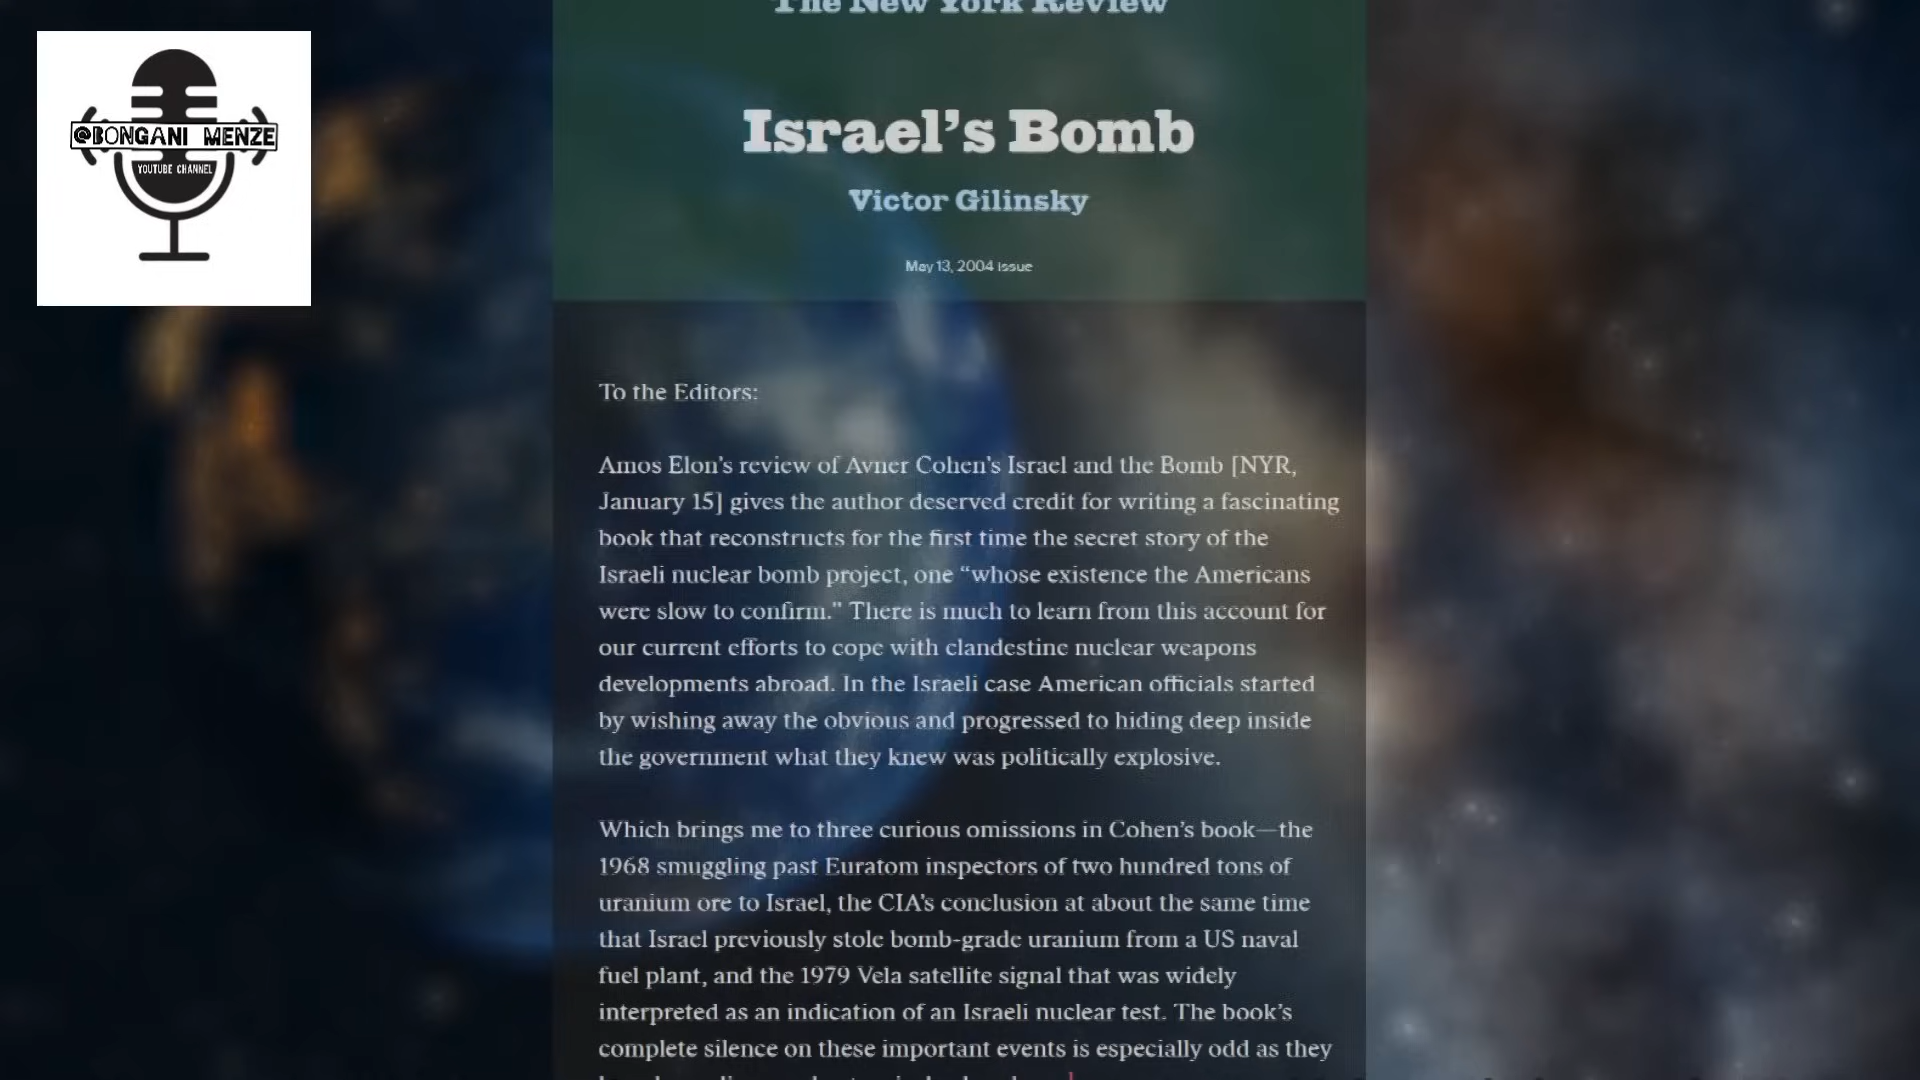 The New York Review
@BONGANI MENZE
YOUTUBE CHANNEL
Israel's Bomb
Victor Gilinsky
May 13, 2004 issue
To the Editors:
Amos Elon's review of Avner Cohen's Israel and the Bomb [NYR,
January 15] gives the author deserved credit for writing a fascinating
book that reconstructs for the first time the secret story of the
Israeli nuclear bomb project, one “whose existence the Americans
were slow to confirm.” There is much to learn from this account for
our current efforts to cope with clandestine nuclear weapons
developments abroad. In the Israeli case American officials started
by wishing away the obvious and progressed to hiding deep inside
the government what they knew was politically explosive.
Which brings me to three curious omissions in Cohen's book—the
1968 smuggling past Euratom inspectors of two hundred tons of
uranium ore to Israel, the CIA's conclusion at about the same time
that Israel previously stole bomb-grade uranium from a US naval
fuel plant, and the 1979 Vela satellite signal that was widely
interpreted as an indication of an Israeli nuclear test. The book's
complete silence on these important events is especially odd as they